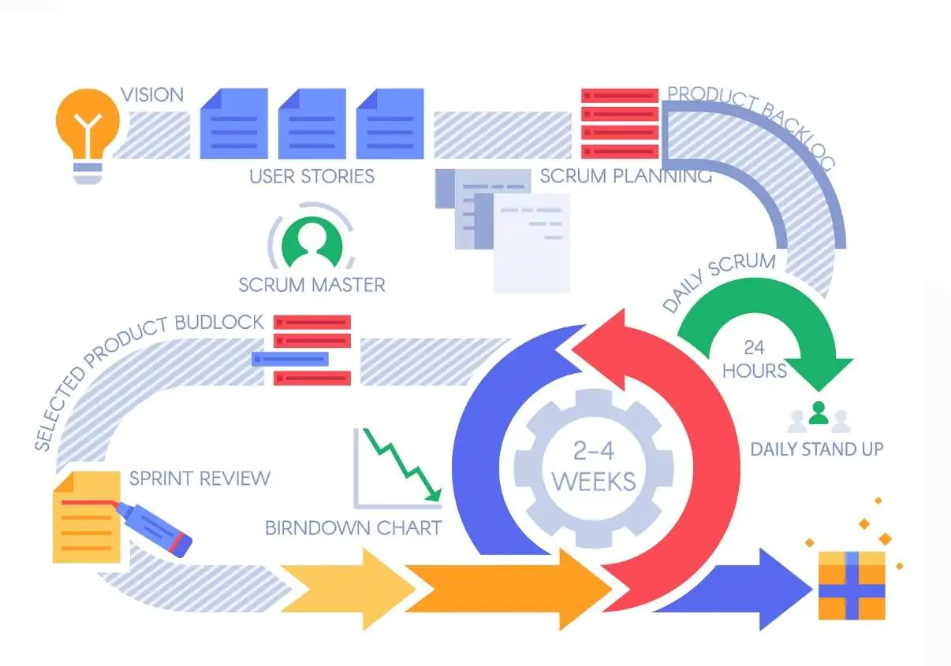 VISION
USER STORIES
SCRUM PLANNING
PRODUCT BACKLOG
SCRUM MASTER
DAILY SCRUM
24
HOURS
DAILY STAND UP
SELECTED PRODUCT BUDLOCK
2-4
WEEKS
SPRINT REVIEW
BIRNDOWN CHART